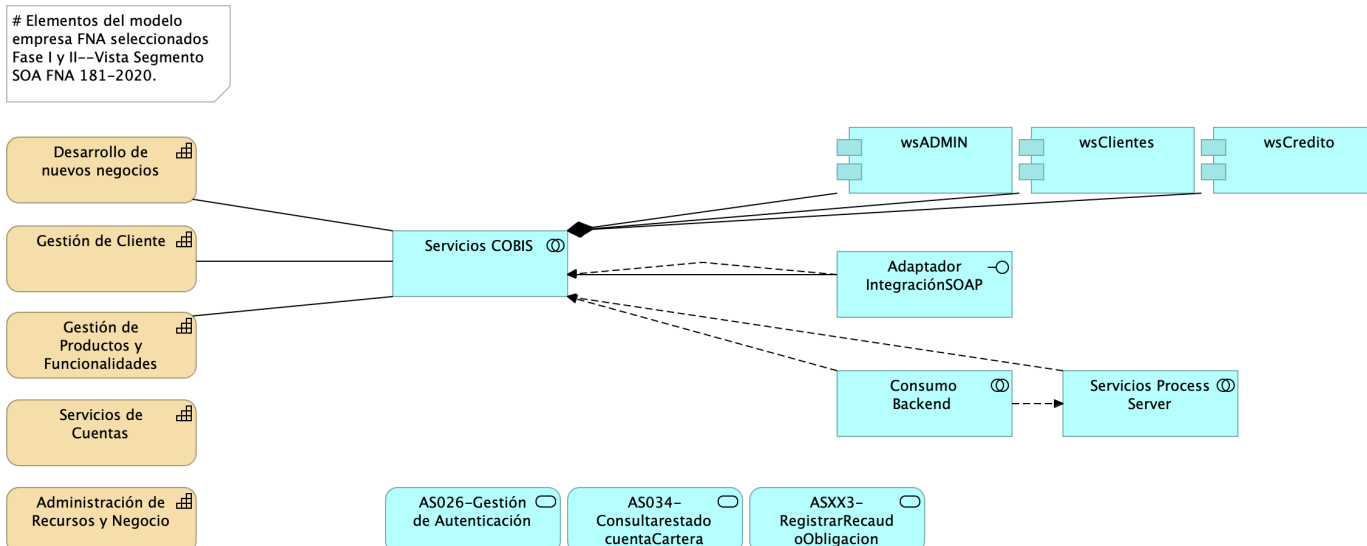 # Elementos del modelo
empresa FNA seleccionados
Fase I y II--Vista Segmento
SOA FNA 181-2020.
wsADMIN
wsClientes
wsCredito
Desarrollo de
nuevos negocios
Gestión de Cliente
Servicios COBIS
Adaptador
IntegraciónSOAP
Gestión de
Productos y
Funcionalidades
Consumo
Backend
Servicios Process
Server
Servicios de
Cuentas
Administración de
Recursos y Negocio
AS026-Gestión
de Autenticación
AS034-
Consultarestado
cuentaCartera
ASXX3-
RegistrarRecaud
oObligacion